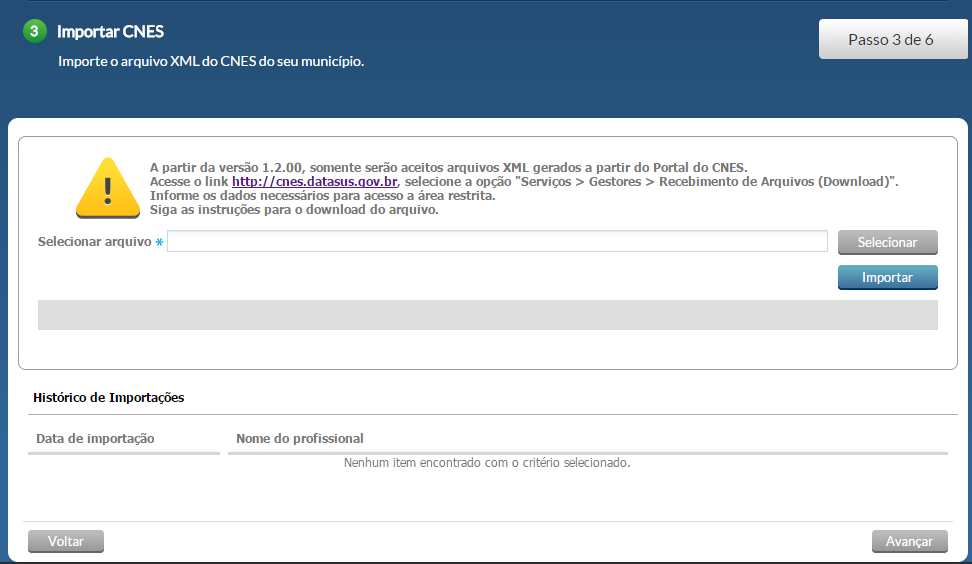 3 Importar CNES
Passo 3 de 6
Importe o arquivo XML do CNES do seu município.
A partir da versão 1.2.00, somente serão aceitos arquivos XML gerados a partir do Portal do CNES.
Acesse o link http://cnes.datasus.gov.br, selecione a opção "Serviços > Gestores > Recebimento de Arquivos (Download)".
Informe os dados necessários para acesso a área restrita.
Siga as instruções para o download do arquivo.
Selecionar arquivo * Selecionar
Importar
Histórico de Importações
Data de importação Nome do profissional
Nenhum item encontrado com o critério selecionado.
Voltar Avançar